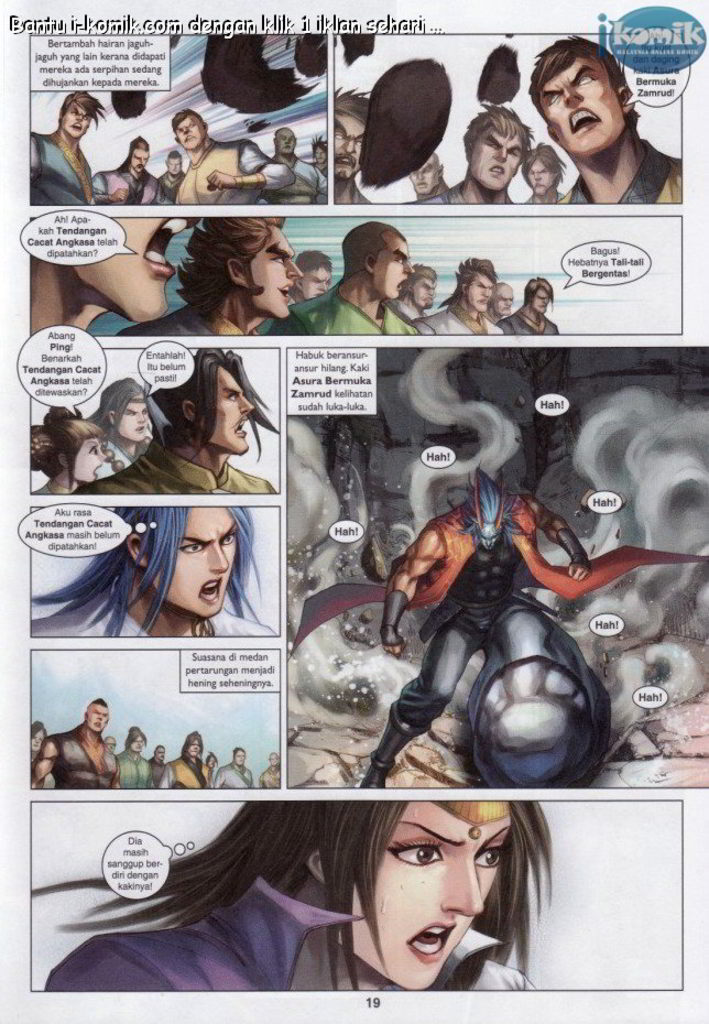 Bantu i-komik.com dengan klik 1 iklan sehari ...
ikomik
MALAYSIA ONLINE KOMIK
Bertambah hairan jaguh-
jaguh yang lain kerana didapati
mereka ada serpihan sedang
dihujankan kepada mereka.
dan daging
kaki Asura
Bermuka
Zamrud!
Ah! Apa-
kah Tendangan
Cacat Angkasa telah
dipatahkan?
Bagus!
Hebatnya Tali-tali
Bergentas!
Abang
Ping!
Benarkah
Tendangan Cacat
Angkasa telah
ditewaskan?
Entahlah!
Itu belum
pasti!
Aku rasa
Tendangan Cacat
Angkasa masih belum
dipatahkan!
Suasana di medan
pertarungan menjadi
hening seheningnya.
Habuk beransur-
ansur hilang. Kaki
Asura Bermuka
Zamrud kelihatan
sudah luka-luka.
Hah!
Hah!
Hah!
Hah!
Hah!
Hah!
Dia
masih
sanggup ber-
diri dengan
kakinya!
19